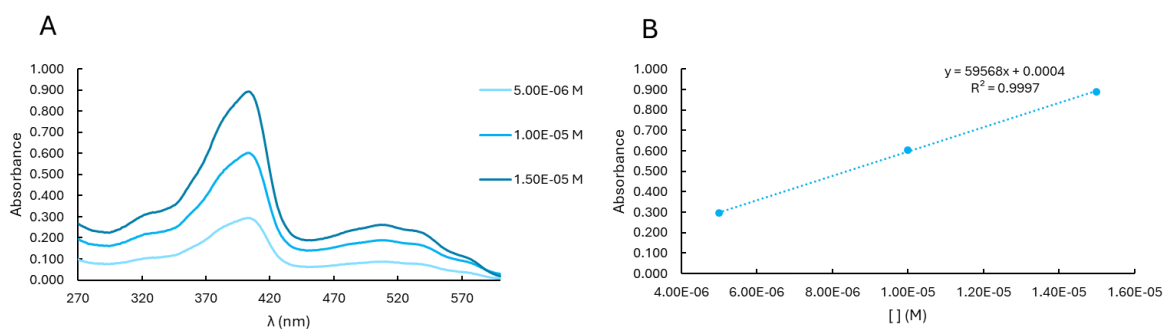 A
Absorbance
1.000
0.900
0.800
0.700
0.600
0.500
0.400
0.300
0.200
0.100
0.000
270
320
370
420
470
520
570
λ (nm)
5.00E-06 M
1.00E-05 M
1.50E-05 M
B
Absorbance
1.000
0.900
0.800
0.700
0.600
0.500
0.400
0.300
0.200
0.100
0.000
y = 59568x + 0.0004
R² = 0.9997
4.00E-06
6.00E-06
8.00E-06
1.00E-05
1.20E-05
1.40E-05
1.60E-05
[ ] (M)